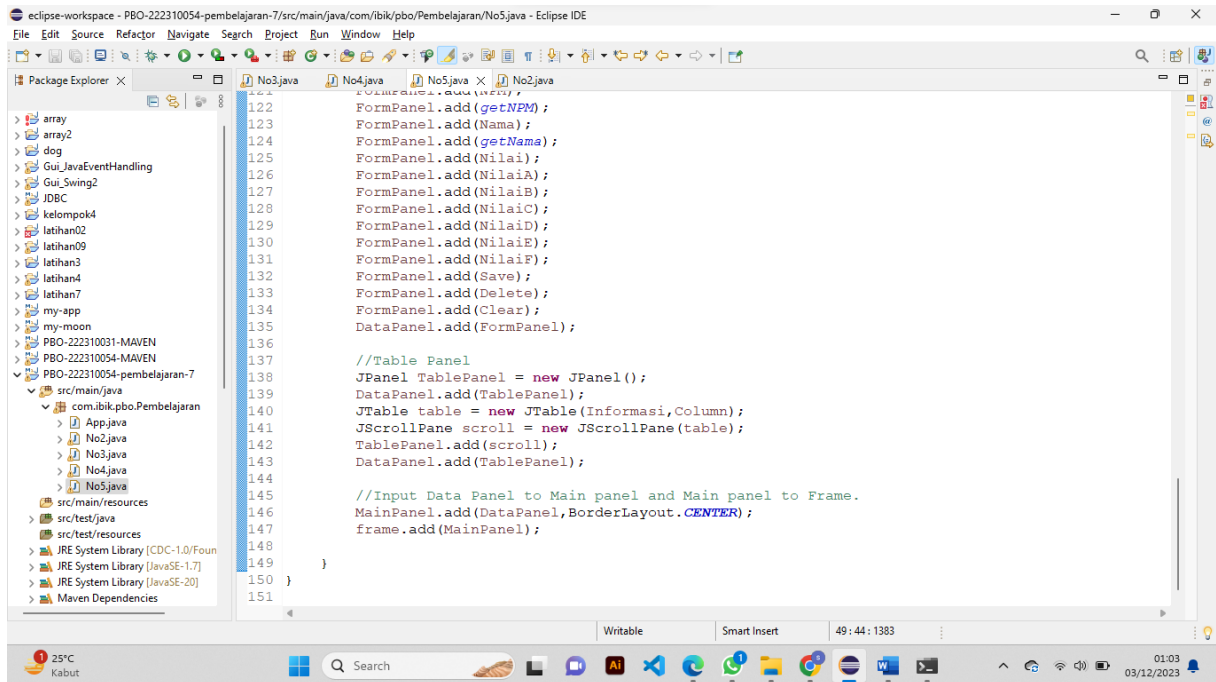 eclipse-workspace - PBO-222310054-pembelajaran-7/src/main/java/com/ibik/pbo/Pembelajaran/No5.java - Eclipse IDE
File Edit Source Refactor Navigate Search Project Run Window Help
Package Explorer
array
array2
dog
Gui_JavaEventHandling
Gui_Swing2
JDBC
kelompok4
latihan02
latihan09
latihan3
latihan4
latihan7
my-app
my-moon
PBO-222310031-MAVEN
PBO-222310054-MAVEN
PBO-222310054-pembelajaran-7
src/main/java
com.ibik.pbo.Pembelajaran
App.java
No2.java
No3.java
No4.java
No5.java
src/main/resources
src/test/java
src/test/resources
JRE System Library [CDC-1.0/Foun
JRE System Library [JavaSE-1.7]
JRE System Library [JavaSE-20]
Maven Dependencies
No3.java No4.java No5.java No2.java
121 FormPanel.add(NPM);
122 FormPanel.add(getNPM);
123 FormPanel.add(Nama);
124 FormPanel.add(getNama);
125 FormPanel.add(Nilai);
126 FormPanel.add(NilaiA);
127 FormPanel.add(NilaiB);
128 FormPanel.add(NilaiC);
129 FormPanel.add(NilaiD);
130 FormPanel.add(NilaiE);
131 FormPanel.add(NilaiF);
132 FormPanel.add(Save);
133 FormPanel.add(Delete);
134 FormPanel.add(Clear);
135 DataPanel.add(FormPanel);
136
137 //Table Panel
138 JPanel TablePanel = new JPanel();
139 DataPanel.add(TablePanel);
140 JTable table = new JTable(Informasi,Column);
141 JScrollPane scroll = new JScrollPane(table);
142 TablePanel.add(scroll);
143 DataPanel.add(TablePanel);
144
145 //Input Data Panel to Main panel and Main panel to Frame.
146 MainPanel.add(DataPanel,BorderLayout.CENTER);
147 frame.add(MainPanel);
148
149 }
150 }
151
Writable Smart Insert 49 : 44 : 1383
1
25°C
Kabut
Search
Ai
01:03
03/12/2023